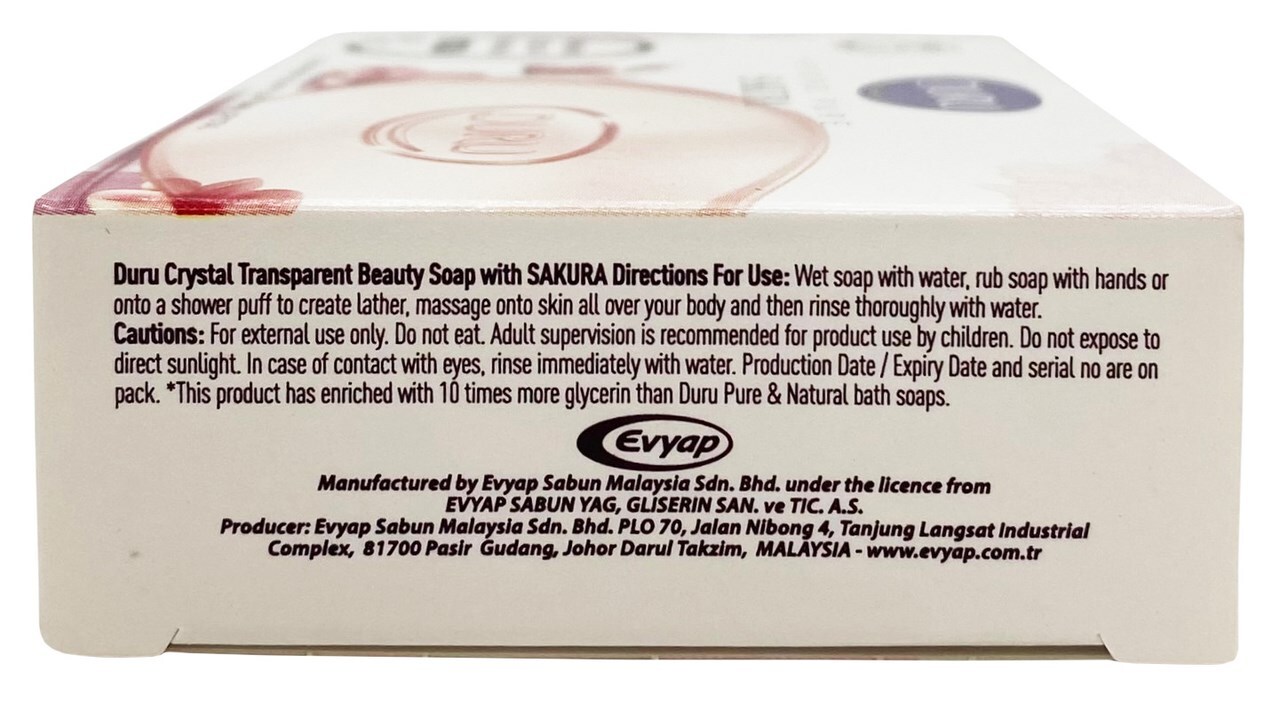 duru
duru
Duru Crystal Transparent Beauty Soap with SAKURA Directions For Use: Wet soap with water, rub soap with hands or
onto a shower puff to create lather, massage onto skin all over your body and then rinse thoroughly with water.
Cautions: For external use only. Do not eat. Adult supervision is recommended for product use by children. Do not expose to
direct sunlight. In case of contact with eyes, rinse immediately with water. Production Date / Expiry Date and serial no are on
pack. *This product has enriched with 10 times more glycerin than Duru Pure & Natural bath soaps.
Evyap
Manufactured by Evyap Sabun Malaysia Sdn. Bhd. under the licence from
EVYAP SABUN YAG, GLİSERIN SAN. ve TIC. A.S.
Producer: Evyap Sabun Malaysia Sdn. Bhd. PLO 70, Jalan Nibong 4, Tanjung Langsat Industrial
Complex, 81700 Pasir Gudang, Johor Darul Takzim, MALAYSIA - www.evyap.com.tr